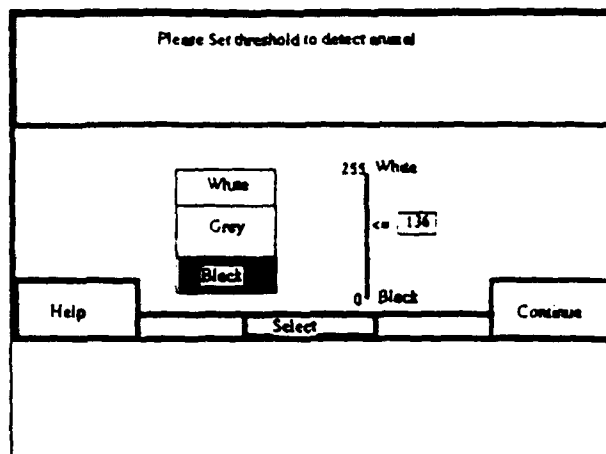 Please Set threshold to detect animal
White
Grey
Black
255 White
<= 136
0 Black
Help
Select
Continue